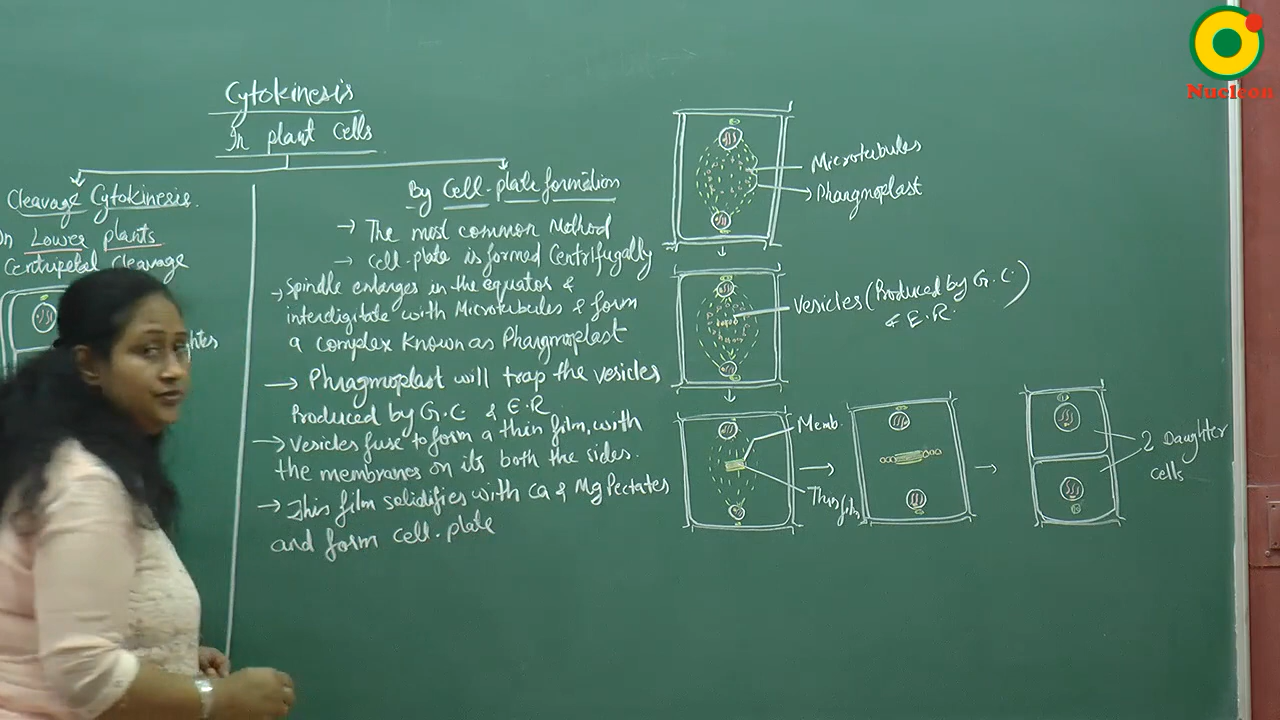 Nucleon
Cytokinesis
In plant Cells
Cleavage Cytokinesis.
In Lower plants
Centripetal Cleavage
By Cell-plate formation
→ The most common Method
→ Cell-plate is formed Centrifugally
→ Spindle enlarges in the equator &
interdigitate with Microtubules & form
a complex known as Phargmoplast
→ Phragmoplast will trap the vesicles
Produced by G.C & E.R
→ Vesicles fuse to form a thin film, with
the membranes on its both the sides.
→ Thin film solidifies with Ca & Mg Pectates
and form cell-plate
Microtubules
Phargmoplast
Vesicles (Produced by G.C.)
& E.R.
Memb.
Thin film
2 Daughter
cells